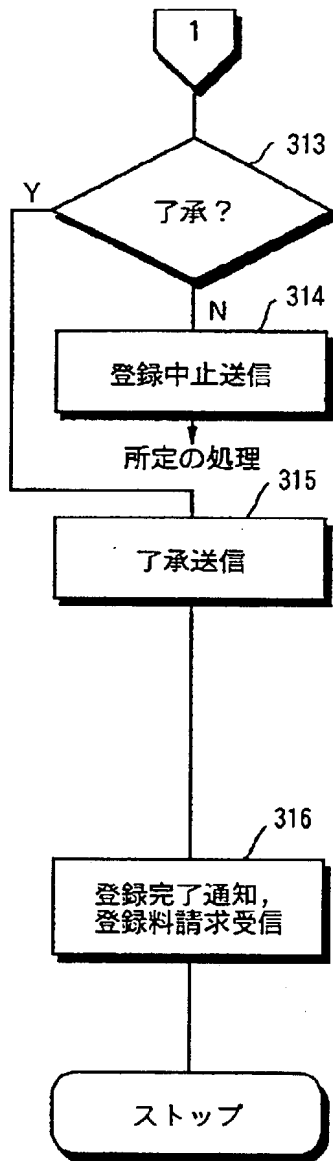 1
313
Y
了承？
N
314
登録中止送信
所定の処理
315
了承送信
316
登録完了通知，
登録料請求受信
ストップ